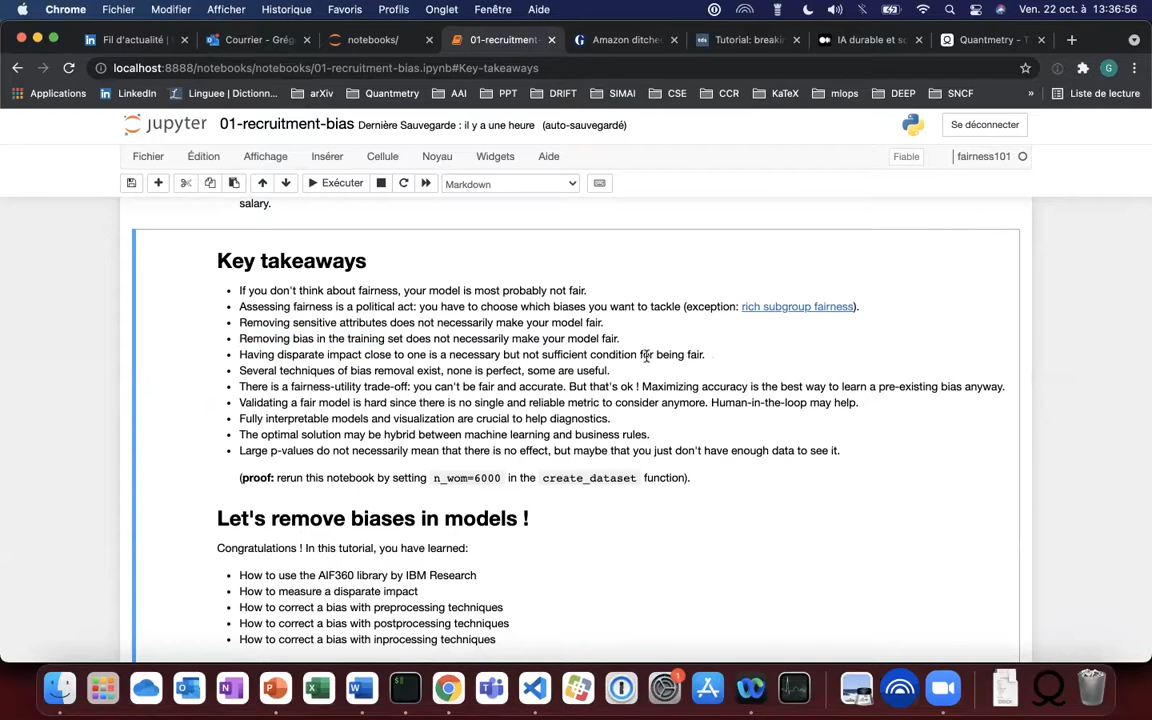 Chrome Fichier Modifier Afficher Historique Favoris Profils Onglet Fenêtre Aide Ven. 22 oct. à 13:36:56
Fil d'actualité | Courrier - Grég notebooks/ 01-recruitment- Amazon ditche Tutorial: breaki IA durable et s Quantmetry - T
localhost:8888/notebooks/notebooks/01-recruitment-bias.ipynb#Key-takeaways
Applications LinkedIn Linguee | Dictionn... arXiv Quantmetry AAI PPT DRIFT SIMAI CSE CCR KaTeX mlops DEEP SNCF » Liste de lecture
jupyter 01-recruitment-bias Dernière Sauvegarde : il y a une heure (auto-sauvegardé) Se déconnecter
Fichier Édition Affichage Insérer Cellule Noyau Widgets Aide Fiable fairness101
Exécuter Markdown
salary.
Key takeaways
• If you don't think about fairness, your model is most probably not fair.
• Assessing fairness is a political act: you have to choose which biases you want to tackle (exception: rich subgroup fairness).
• Removing sensitive attributes does not necessarily make your model fair.
• Removing bias in the training set does not necessarily make your model fair.
• Having disparate impact close to one is a necessary but not sufficient condition for being fair.
• Several techniques of bias removal exist, none is perfect, some are useful.
• There is a fairness-utility trade-off: you can't be fair and accurate. But that's ok ! Maximizing accuracy is the best way to learn a pre-existing bias anyway.
• Validating a fair model is hard since there is no single and reliable metric to consider anymore. Human-in-the-loop may help.
• Fully interpretable models and visualization are crucial to help diagnostics.
• The optimal solution may be hybrid between machine learning and business rules.
• Large p-values do not necessarily mean that there is no effect, but maybe that you just don't have enough data to see it.
(proof: rerun this notebook by setting n_wom=6000 in the create_dataset function).
Let's remove biases in models !
Congratulations ! In this tutorial, you have learned:
• How to use the AIF360 library by IBM Research
• How to measure a disparate impact
• How to correct a bias with preprocessing techniques
• How to correct a bias with postprocessing techniques
• How to correct a bias with inprocessing techniques